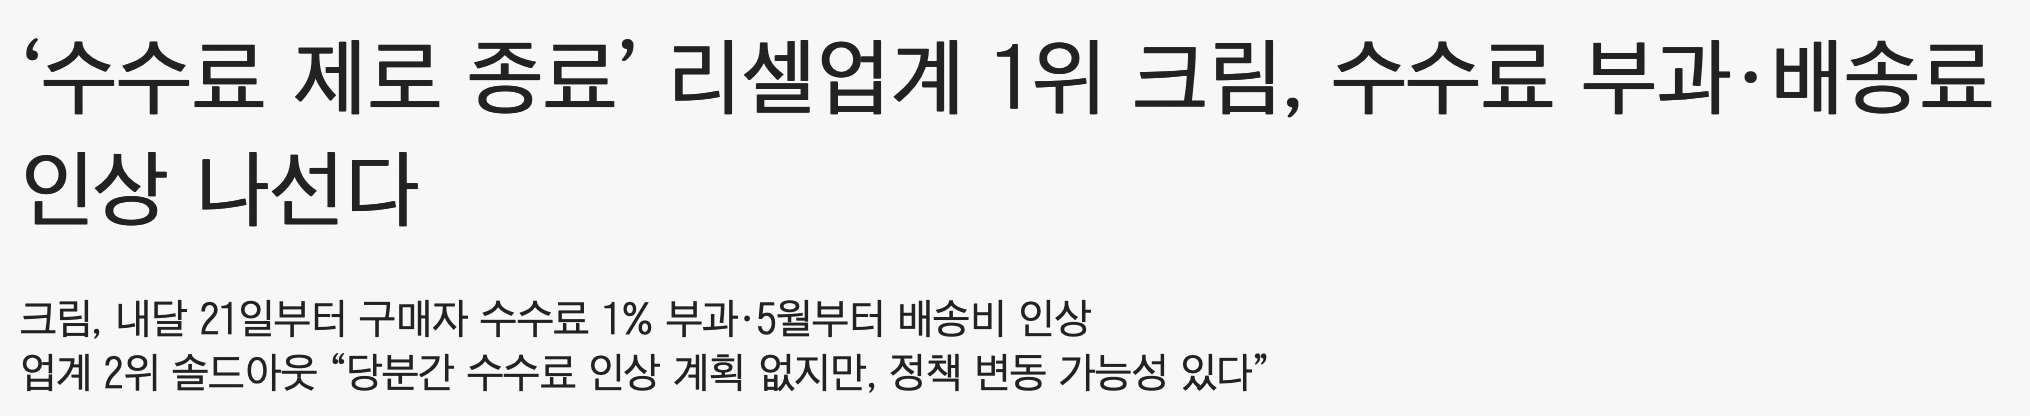 ‘수수료 제로 종료’ 리셀업계 1위 크림, 수수료 부과·배송료
인상 나선다
크림, 내달 21일부터 구매자 수수료 1% 부과·5월부터 배송비 인상
업계 2위 솔드아웃 “당분간 수수료 인상 계획 없지만, 정책 변동 가능성 있다”